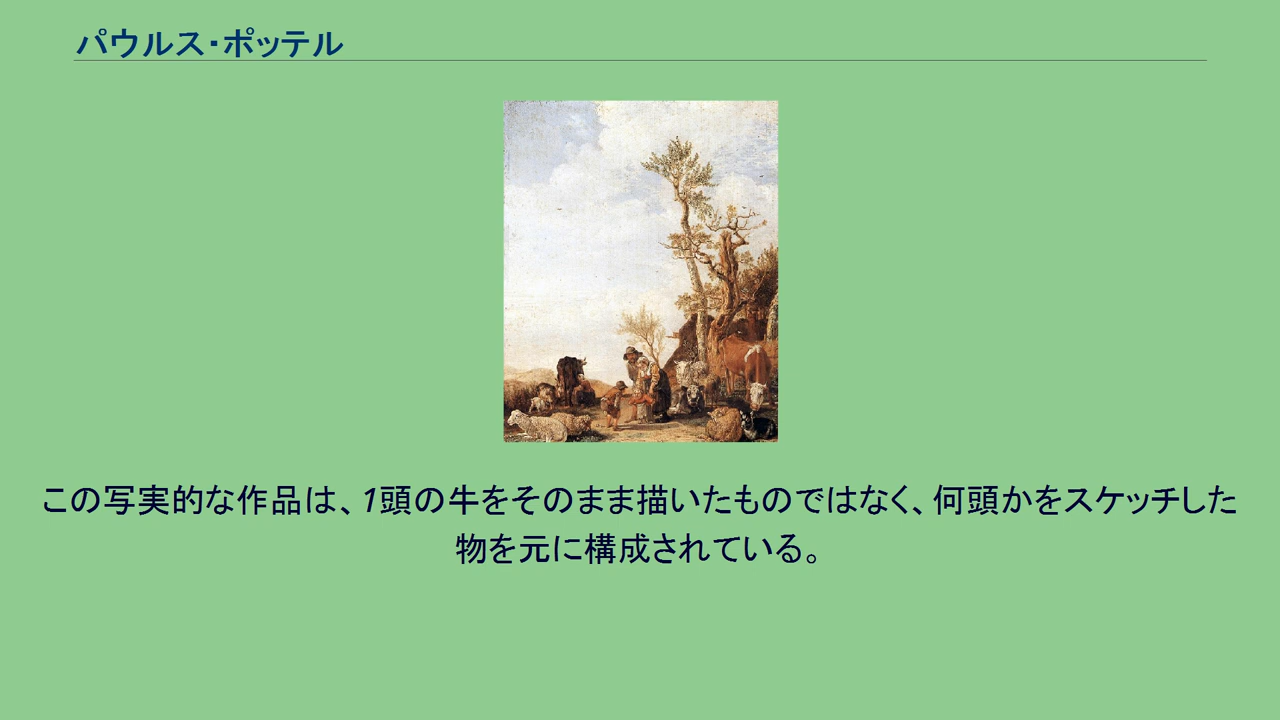 パウルス・ポッテル
この写実的な作品は、1頭の牛をそのまま描いたものではなく、何頭かをスケッチした
物を元に構成されている。